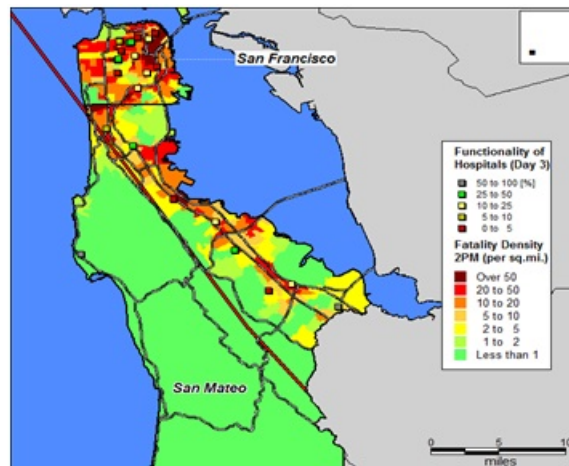 San Francisco
Functionality of
Hospitals (Day 3)
50 to 100 [%]
25 to 50
10 to 25
5 to 10
0 to 5
Fatality Density
2PM (per sq.mi.)
Over 50
20 to 50
10 to 20
5 to 10
2 to 5
1 to 2
Less than 1
San Mateo
0 5 10
miles